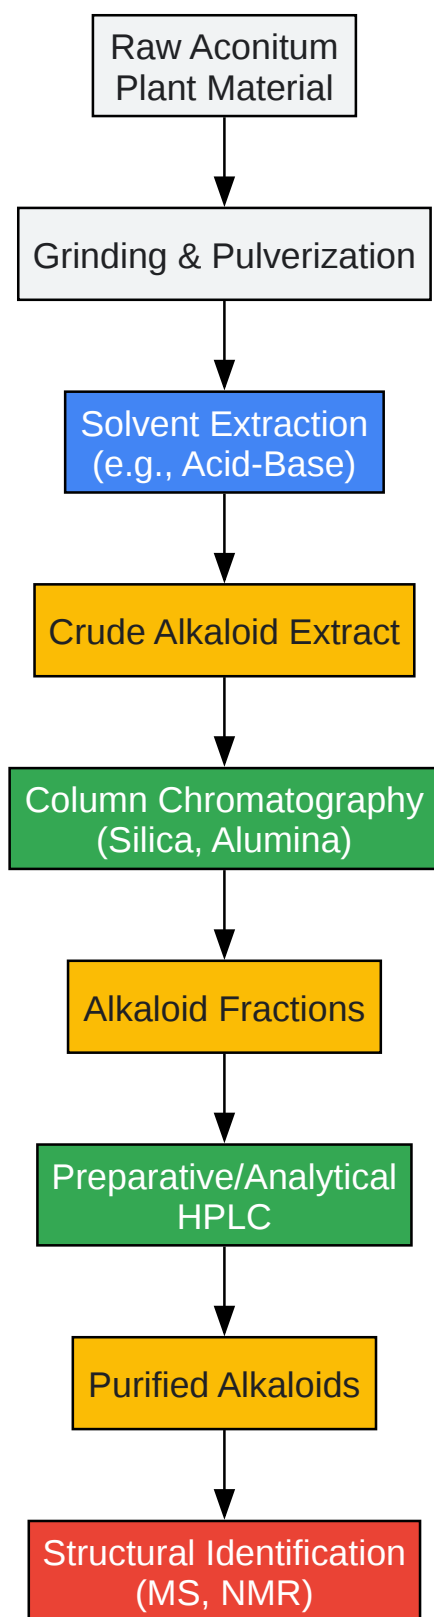 Raw Aconitum
Plant Material
Grinding & Pulverization
Solvent Extraction
(e.g., Acid-Base)
Crude Alkaloid Extract
Column Chromatography
(Silica, Alumina)
Alkaloid Fractions
Preparative/Analytical
HPLC
Purified Alkaloids
Structural Identification
(MS, NMR)